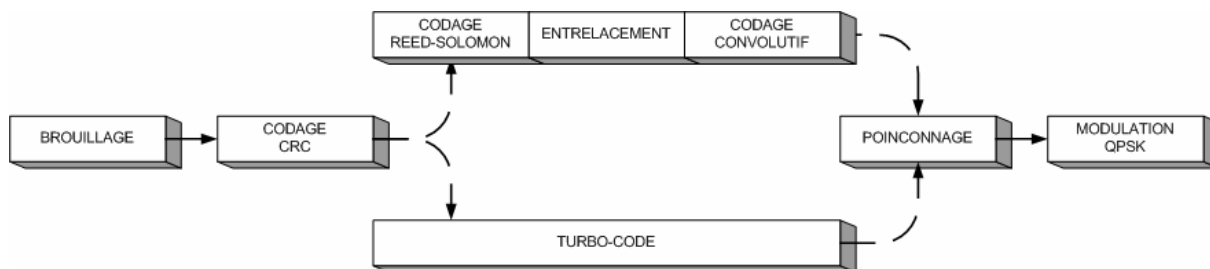 CODAGE
REED-SOLOMON
ENTRELACEMENT
CODAGE
CONVOLUTIF
BROUILLAGE
CODAGE
CRC
POINCONNAGE
MODULATION
QPSK
TURBO-CODE